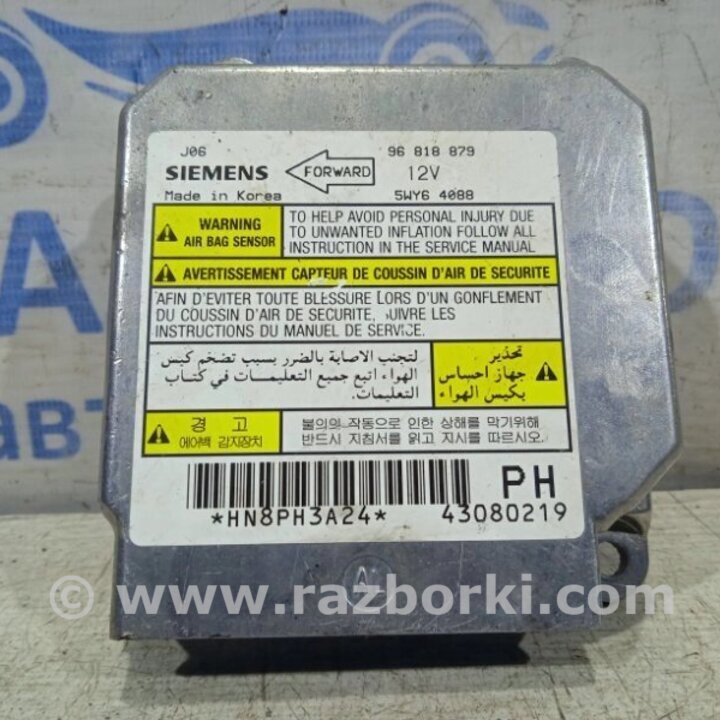 J06
96 818 879
SIEMENS
FORWARD
12V
Made in Korea
5WY6 4088
WARNING
AIR BAG SENSOR
TO HELP AVOID PERSONAL INJURY DUE
TO UNWANTED INFLATION FOLLOW ALL
INSTRUCTION IN THE SERVICE MANUAL
AVERTISSEMENT CAPTEUR DE COUSSIN D'AIR DE SECURITE
AFIN D'EVITER TOUTE BLESSURE LORS D'UN GONFLEMENT
DU COUSSIN D'AIR DE SECURITE, SUIVRE LES
INSTRUCTIONS DU MANUEL DE SERVICE.
تحذير
جهاز احساس
بكيس الهواء
لتجنب الاصابة بالضرر بسبب تضخم كيس
الهواء اتبع جميع التعليمات في كتاب
التعليمات.
경 고
에어백 감지장치
불의의 작동으로 인한 상해를 막기위해
반드시 지침서를 읽고 지시를 따르시오.
PH
*HN8PH3A24*
43080219
A
© www.razborki.com